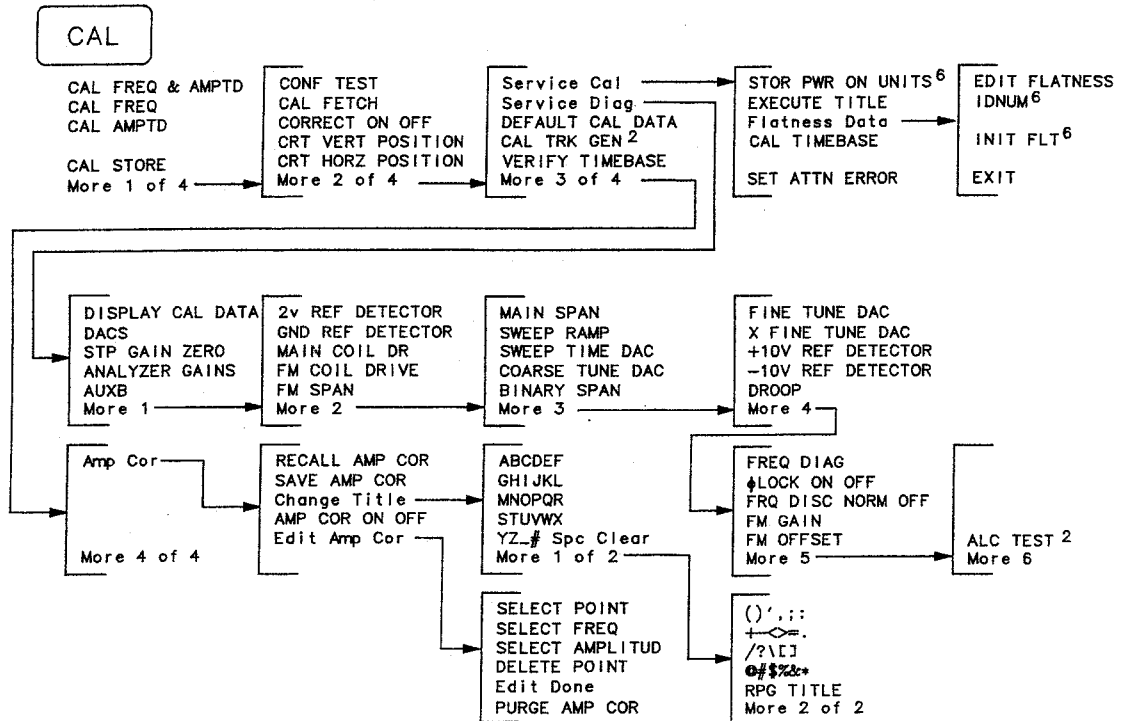 CAL
CAL FREQ & AMPTD
CAL FREQ
CAL AMPTD
CAL STORE
More 1 of 4
CONF TEST
CAL FETCH
CORRECT ON OFF
CRT VERT POSITION
CRT HORZ POSITION
More 2 of 4
Service Cal
Service Diag
DEFAULT CAL DATA
CAL TRK GEN 2
VERIFY TIMEBASE
More 3 of 4
STOR PWR ON UNITS 6
EXECUTE TITLE
Flatness Data
CAL TIMEBASE
SET ATTN ERROR
EDIT FLATNESS
IDNUM 6
INIT FLT 6
EXIT
DISPLAY CAL DATA
DACS
STP GAIN ZERO
ANALYZER GAINS
AUXB
More 1
2v REF DETECTOR
GND REF DETECTOR
MAIN COIL DR
FM COIL DRIVE
FM SPAN
More 2
MAIN SPAN
SWEEP RAMP
SWEEP TIME DAC
COARSE TUNE DAC
BINARY SPAN
More 3
FINE TUNE DAC
X FINE TUNE DAC
+10V REF DETECTOR
−10V REF DETECTOR
DROOP
More 4
Amp Cor
More 4 of 4
RECALL AMP COR
SAVE AMP COR
Change Title
AMP COR ON OFF
Edit Amp Cor
ABCDEF
GHIJKL
MNOPQR
STUVWX
YZ_# Spc Clear
More 1 of 2
FREQ DIAG
ϕLOCK ON OFF
FRQ DISC NORM OFF
FM GAIN
FM OFFSET
More 5
ALC TEST 2
More 6
SELECT POINT
SELECT FREQ
SELECT AMPLITUD
DELETE POINT
Edit Done
PURGE AMP COR
()',;:
+−<>=.
/?\[]
@#$%&*
RPG TITLE
More 2 of 2